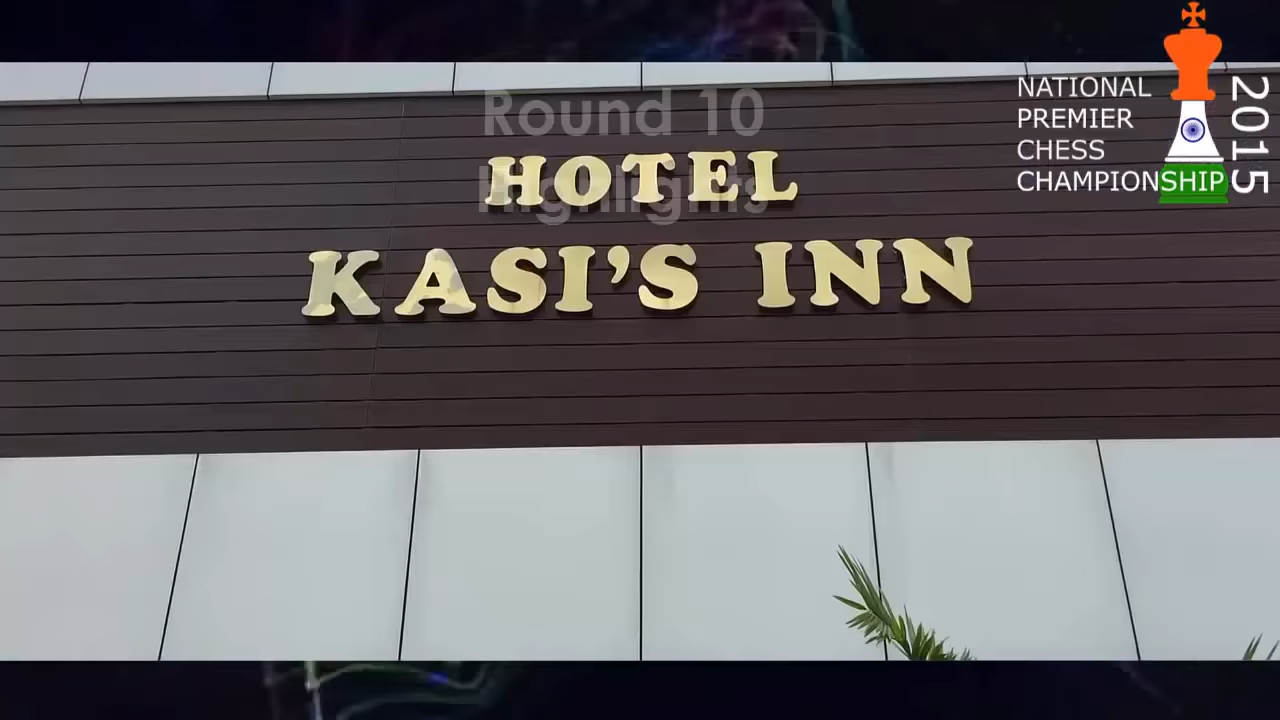 Round 10
Highlights
HOTEL
KASI'S INN
NATIONAL
PREMIER
CHESS
CHAMPIONSHIP
2015